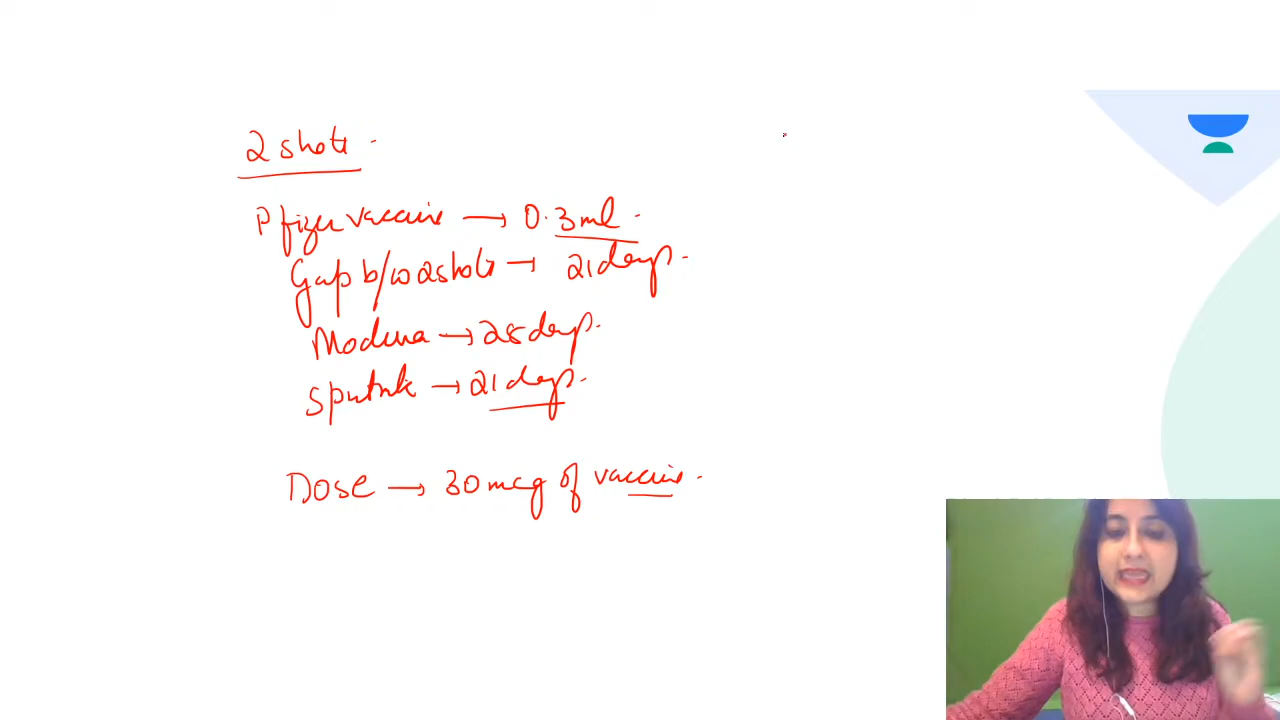 2 shots
Pfizer vaccine → 0.3ml
Gap b/w 2 shots → 21 days
Moderna → 28 days
Sputnik → 21 days
Dose → 30 mcg of vaccine